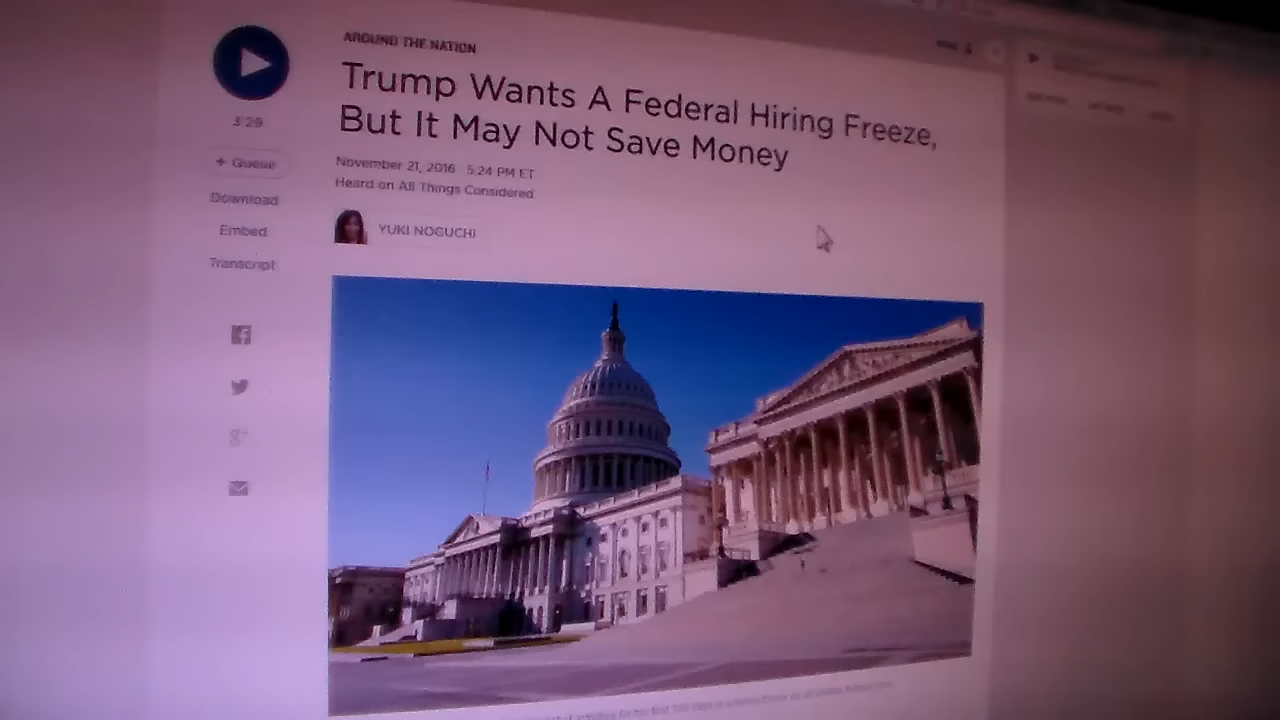 AROUND THE NATION
Trump Wants A Federal Hiring Freeze,
But It May Not Save Money
3:29
+ Queue
Download
Embed
Transcript
November 21, 2016 · 5:24 PM ET
Heard on All Things Considered
YUKI NOGUCHI